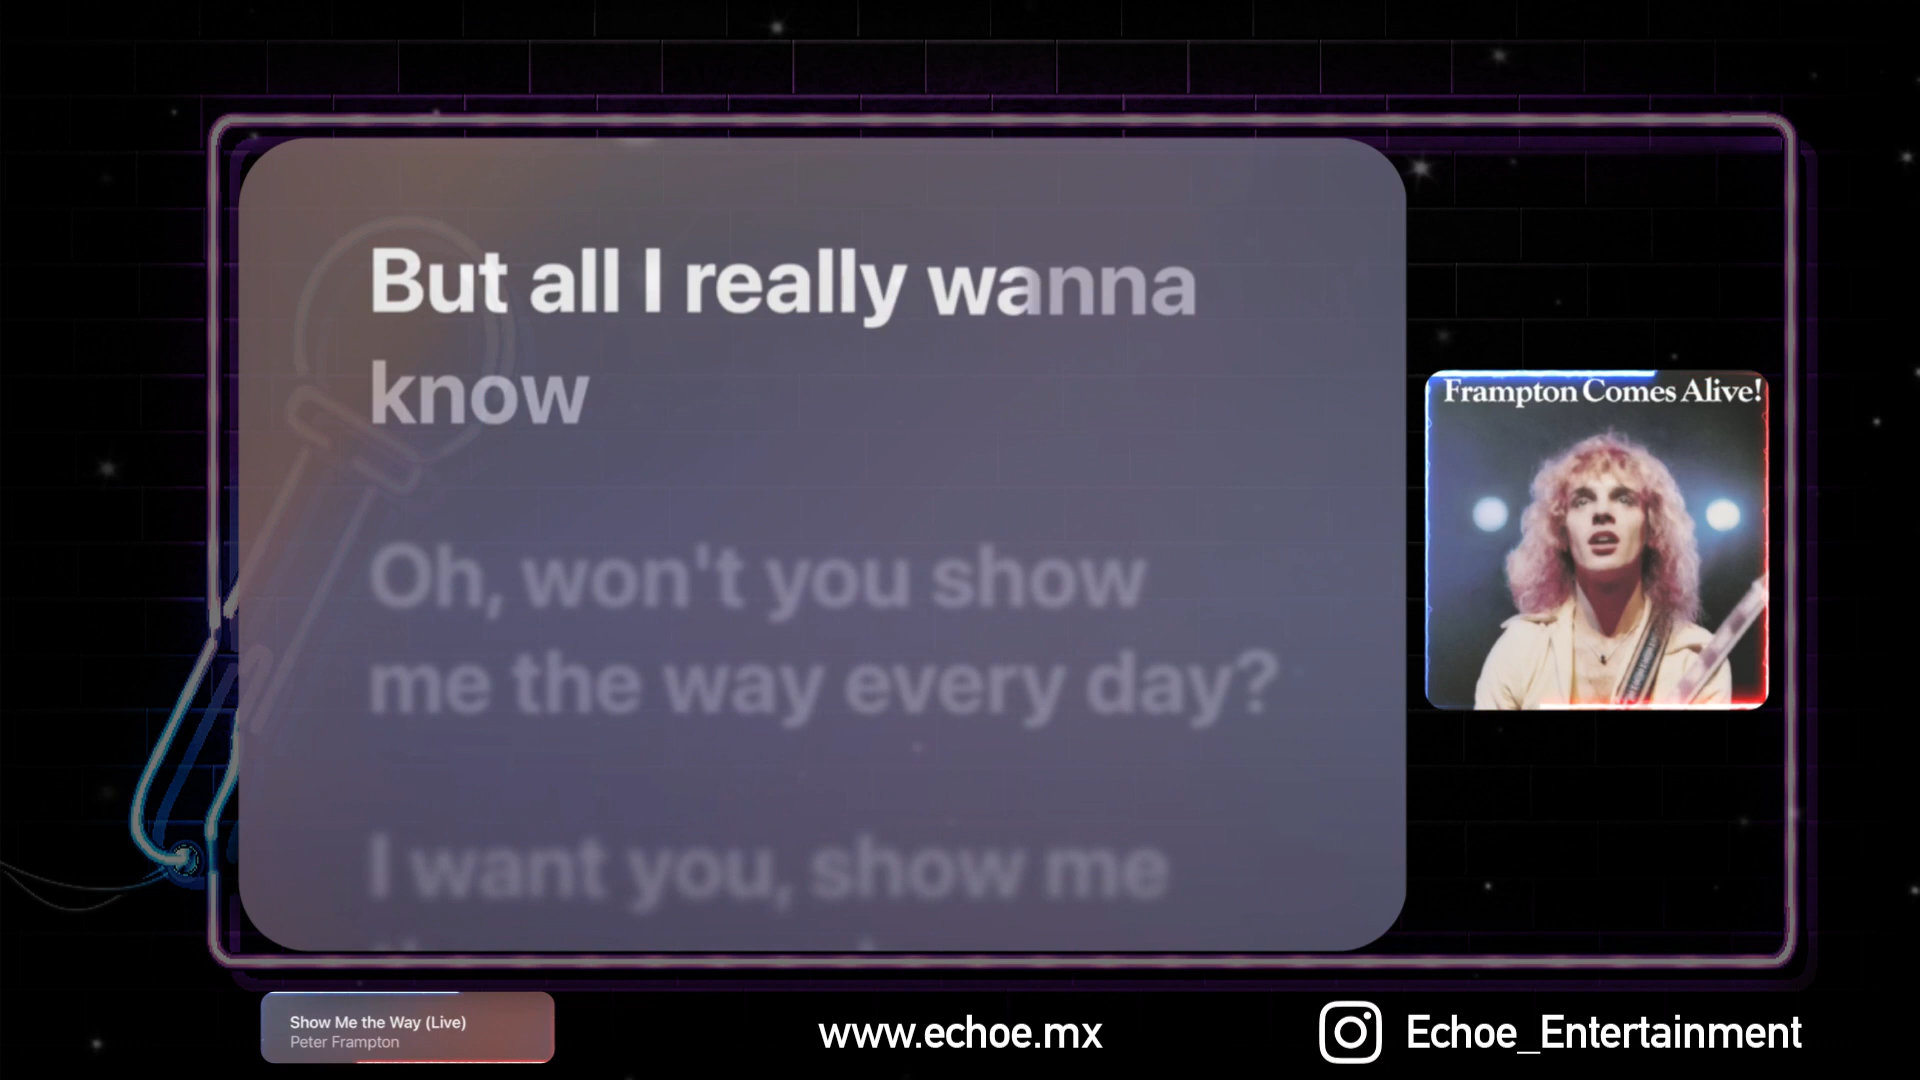 But all I really wanna
know
Oh, won't you show
me the way every day?
I want you, show me
Frampton Comes Alive!
Show Me the Way (Live)
Peter Frampton
www.echoe.mx
Echoe_Entertainment